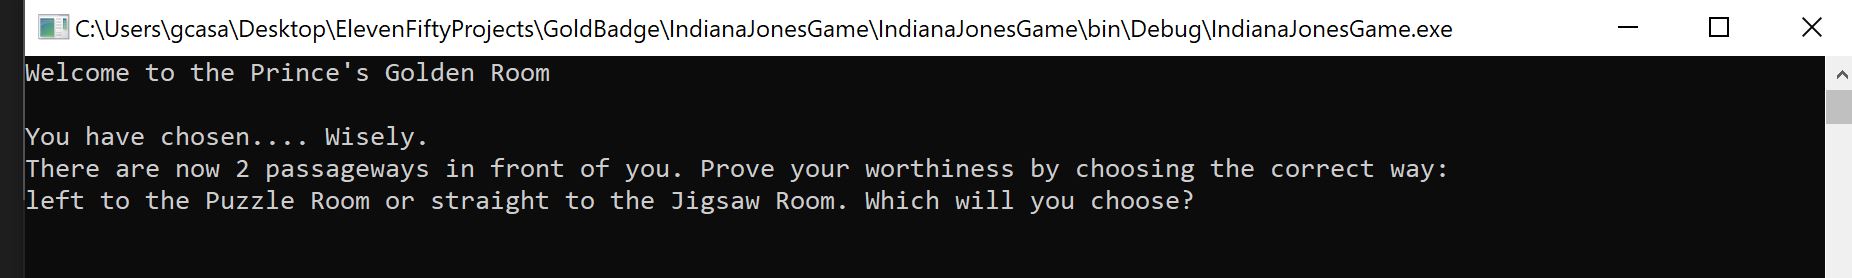 C:\Users\gcasa\Desktop\ElevenFiftyProjects\GoldBadge\IndianaJonesGame\IndianaJonesGame\bin\Debug\IndianaJonesGame.exe
Welcome to the Prince's Golden Room
You have chosen.... Wisely.
There are now 2 passageways in front of you. Prove your worthiness by choosing the correct way:
left to the Puzzle Room or straight to the Jigsaw Room. Which will you choose?